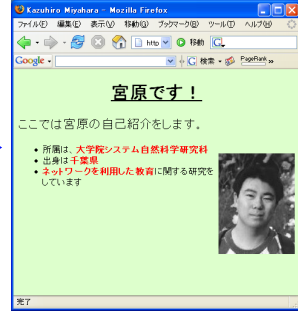 Kazuhiro Miyahara - Mozilla Firefox
ファイル(F) 編集(E) 表示(V) 移動(G) ブックマーク(B) ツール(T) ヘルプ(H)
http 移動 G
Google - G 検索 PageRank »
宮原です！
ここでは宮原の自己紹介をします。
• 所属は、大学院システム自然科学研究科
• 出身は千葉県
• ネットワークを利用した教育に関する研究を
しています
完了